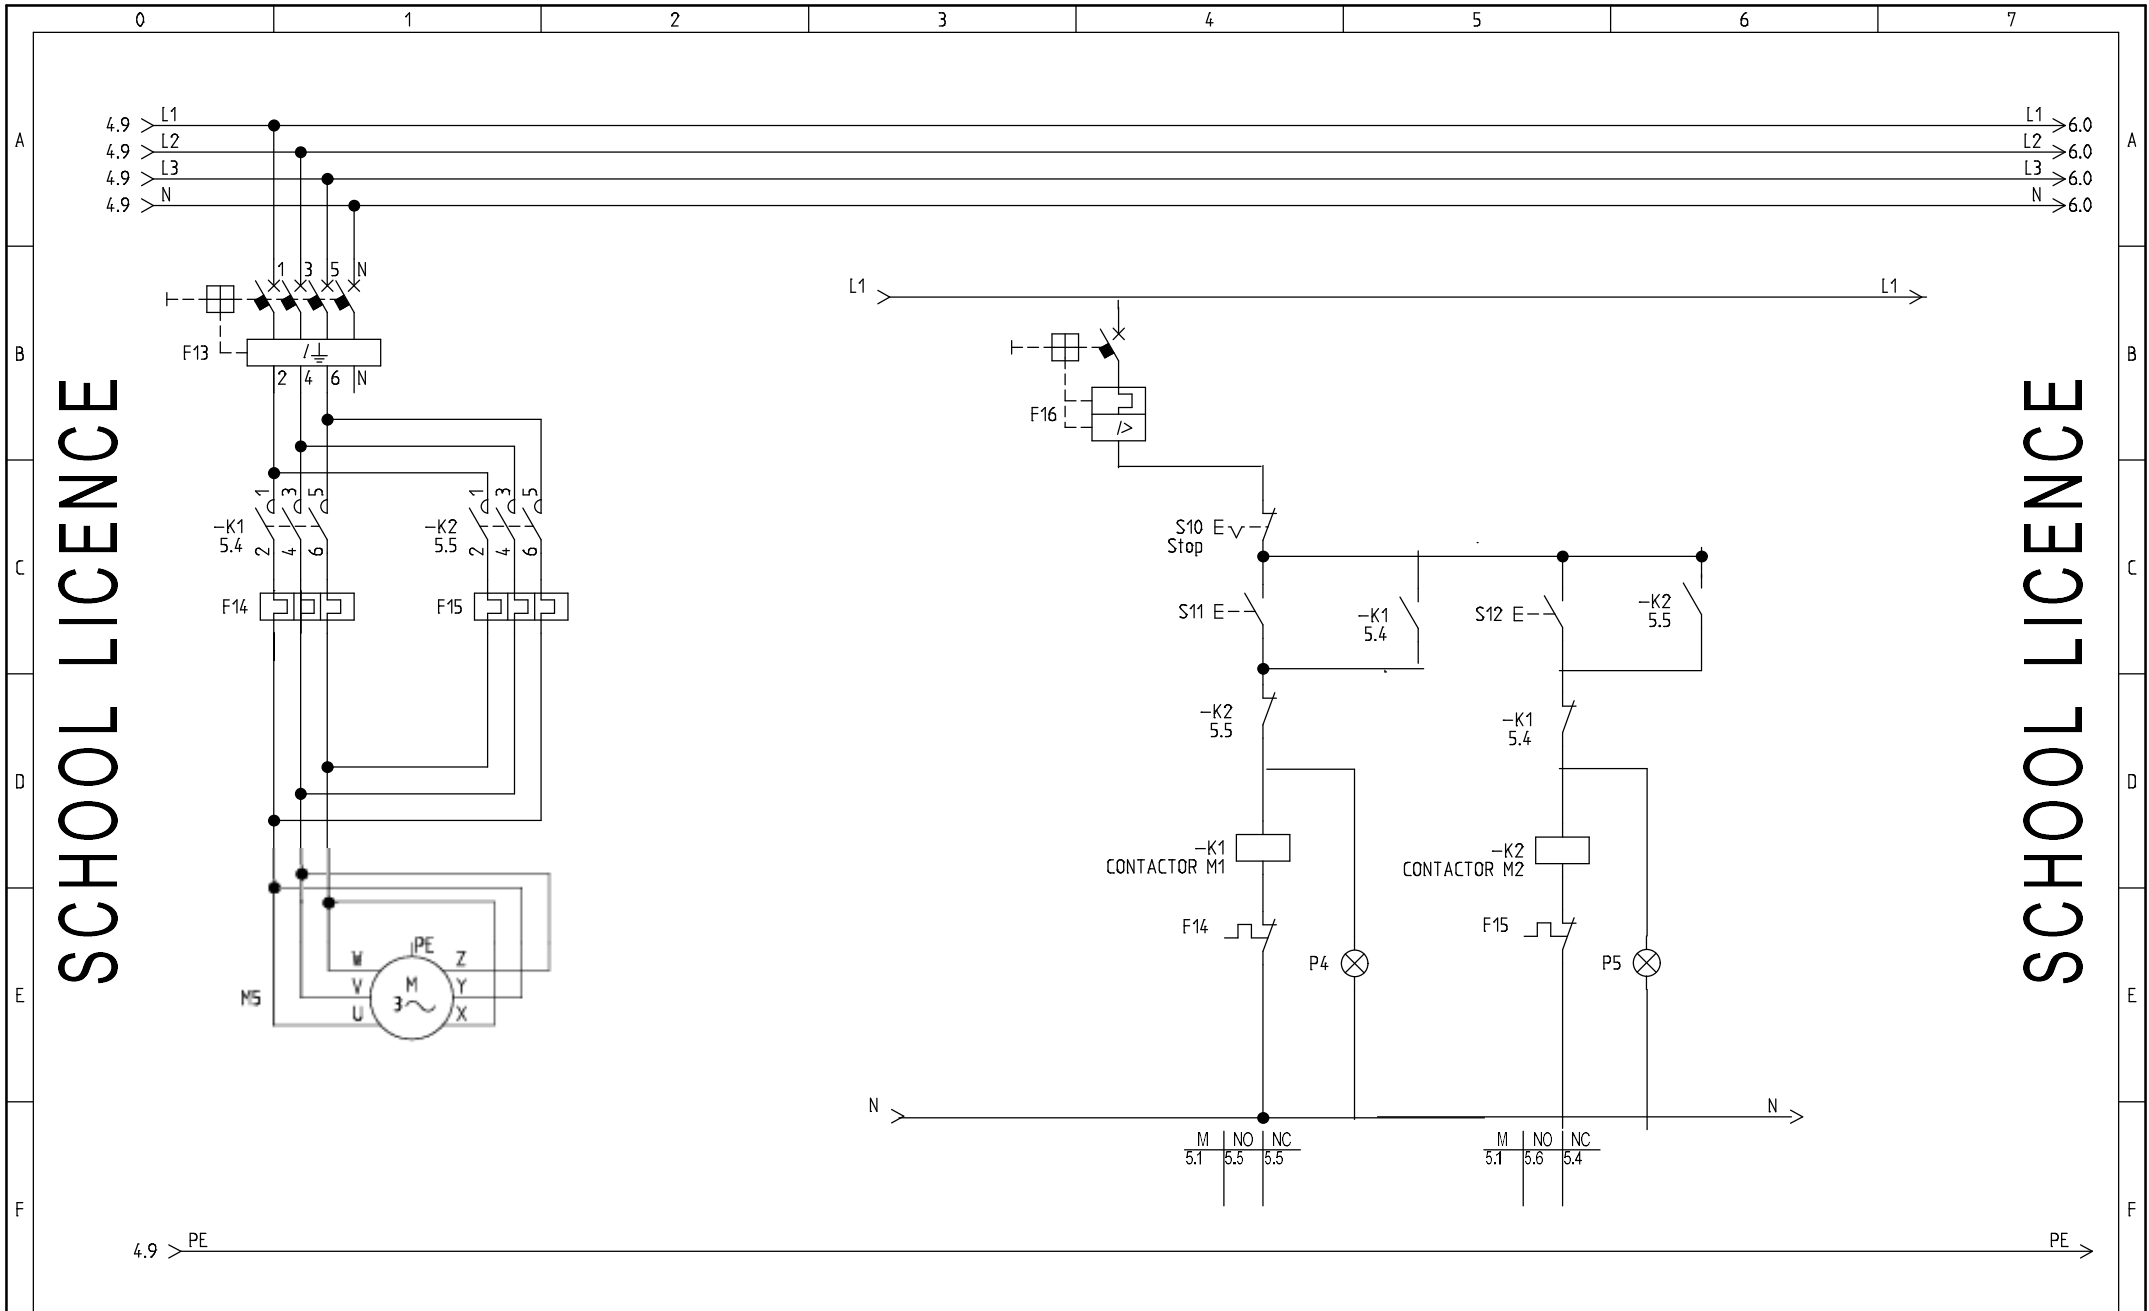 0 1 2 3 4 5 6 7
4.9 L1 L1 6.0
A A
4.9 L2 L2 6.0
4.9 L3 L3 6.0
4.9 N N 6.0
1 3 5 N
L1 L1
B F13 B
2 4 6 N
F16
SCHOOL LICENCE
SCHOOL LICENCE
1 3 5
1 3 5
-K1
5.4
2 4 6
-K2
5.5
2 4 6
S10
Stop
C C
F14 F15
S11
-K1
5.4
S12
-K2
5.5
-K2
5.5
-K1
5.4
D D
-K1
CONTACTOR M1
-K2
CONTACTOR M2
F14 F15
PE
W Z
V M Y
3
U X
M5
P4 P5
E E
N N
M NO NC
5.1 5.5 5.5
M NO NC
5.1 5.6 5.4
F F
4.9 PE PE